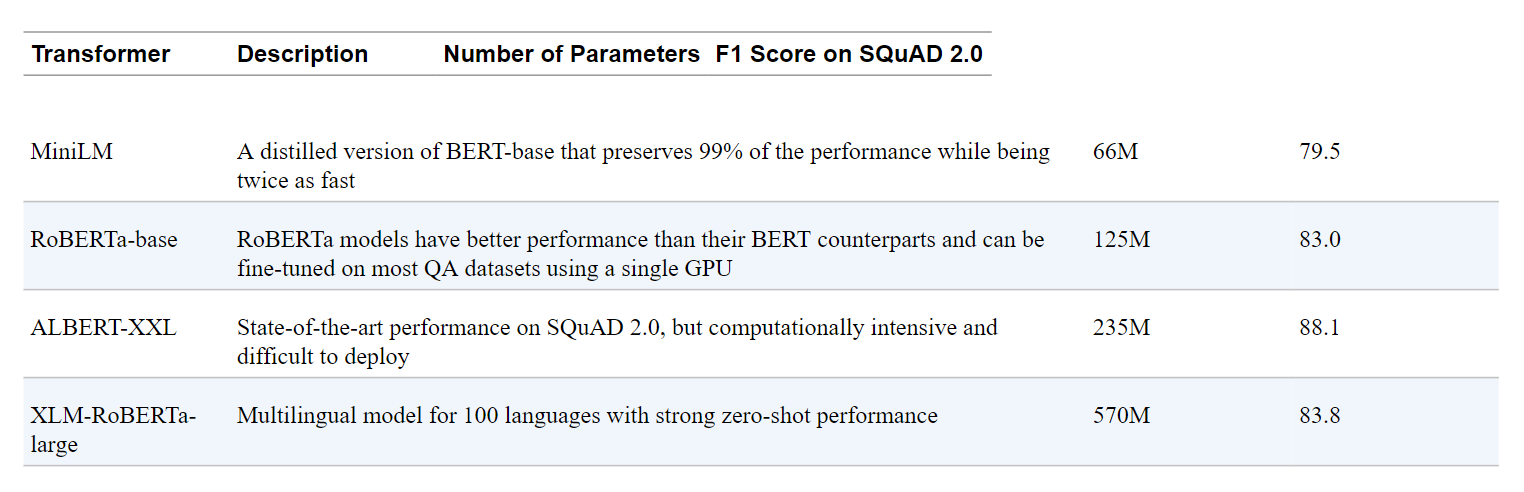 Transformer Description Number of Parameters F1 Score on SQuAD 2.0
MiniLM A distilled version of BERT-base that preserves 99% of the performance while being 66M 79.5
twice as fast
RoBERTa-base RoBERTa models have better performance than their BERT counterparts and can be 125M 83.0
fine-tuned on most QA datasets using a single GPU
ALBERT-XXL State-of-the-art performance on SQuAD 2.0, but computationally intensive and 235M 88.1
difficult to deploy
XLM-RoBERTa- Multilingual model for 100 languages with strong zero-shot performance 570M 83.8
large